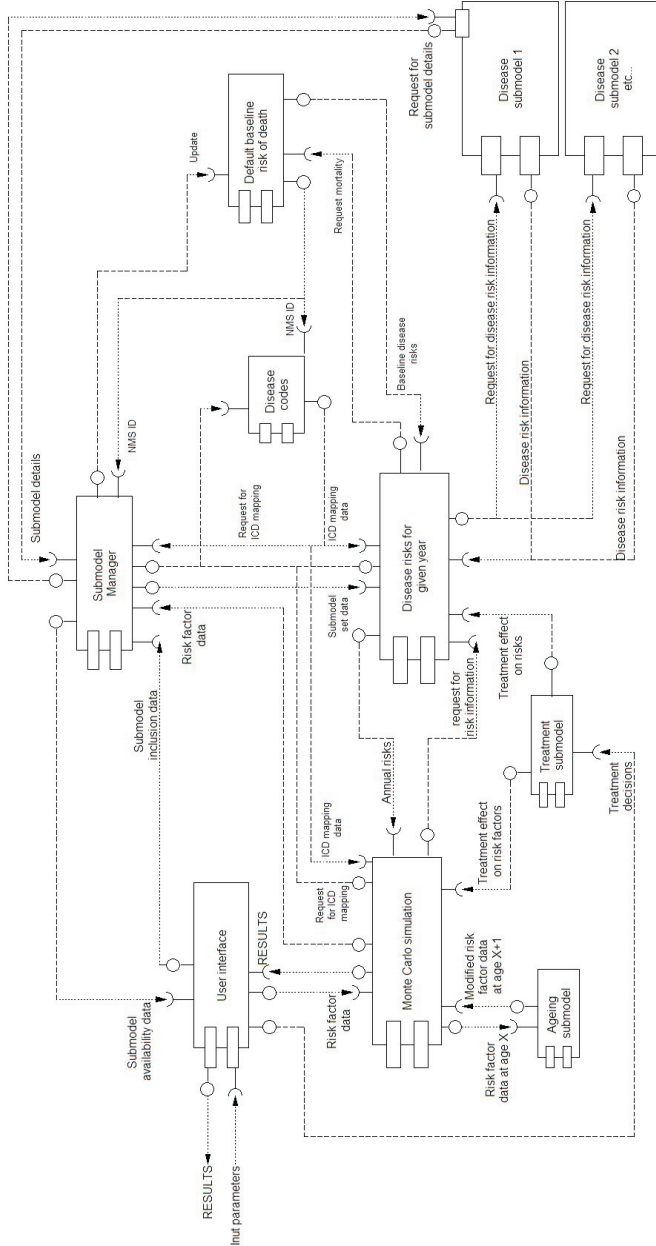 RESULTS
Inut parameters
Submodel
availability data
User interface
RESULTS
Risk factor
data
Submodel
inclusion data
Risk factor
data at age X
Modified risk
factor data
at age X+1
Ageing
submodel
Monte Carlo simulation
Request
for ICD
mapping
ICD mapping
data
Annual risks
Treatment effect
on risk factors
Treatment
decisions
Treatment
submodel
Treatment effect
on risks
request for
risk information
Submodel
Manager
Submodel details
Risk factor
data
Submodel
set data
Request for
ICD mapping
ICD mapping
data
Disease risks for
given year
NMS ID
Disease
codes
NMS ID
Update
Default baseline
risk of death
Request mortality
Baseline disease
risks
Request for
submodel details
Request for disease risk information
Disease risk information
Request for disease risk information
Disease risk information
Disease
submodel 1
Disease
submodel 2
etc...